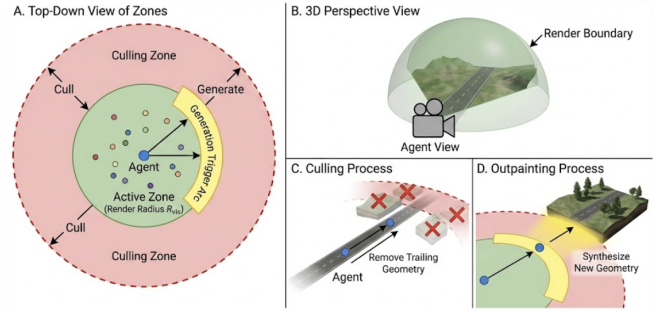 A. Top-Down View of Zones
Culling Zone
Cull
Generate
Generation Trigger Arc
Agent
Active Zone
(Render Radius Rvis)
Cull
Culling Zone
B. 3D Perspective View
Render Boundary
Agent View
C. Culling Process
Remove Trailing
Geometry
Agent
D. Outpainting Process
Synthesize
New Geometry